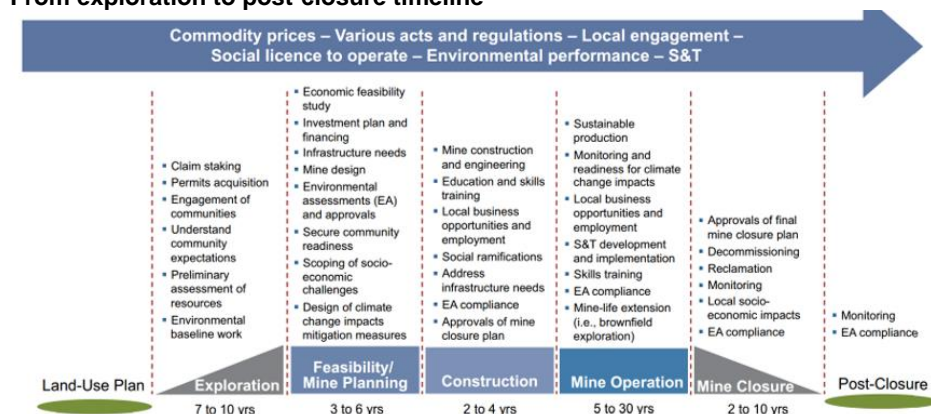 From exploration to post-closure timeline
Commodity prices – Various acts and regulations – Local engagement –
Social licence to operate – Environmental performance – S&T
▪ Claim staking
▪ Permits acquisition
▪ Engagement of
communities
▪ Understand
community
expectations
▪ Preliminary
assessment of
resources
▪ Environmental
baseline work
▪ Economic feasibility
study
▪ Investment plan and
financing
▪ Infrastructure needs
▪ Mine design
▪ Environmental
assessments (EA)
and approvals
▪ Secure community
readiness
▪ Scoping of socio-
economic
challenges
▪ Design of climate
change impacts
mitigation measures
▪ Mine construction
and engineering
▪ Education and skills
training
▪ Local business
opportunities and
employment
▪ Social ramifications
▪ Address
infrastructure needs
▪ EA compliance
▪ Approvals of mine
closure plan
▪ Sustainable
production
▪ Monitoring and
readiness for climate
change impacts
▪ Local business
opportunities and
employment
▪ S&T development
and implementation
▪ Skills training
▪ EA compliance
▪ Mine-life extension
(i.e., brownfield
exploration)
▪ Approvals of final
mine closure plan
▪ Decommissioning
▪ Reclamation
▪ Monitoring
▪ Local socio-
economic impacts
▪ EA compliance
▪ Monitoring
▪ EA compliance
Land-Use Plan
Exploration
Feasibility/
Mine Planning
Construction
Mine Operation
Mine Closure
Post-Closure
7 to 10 yrs
3 to 6 yrs
2 to 4 yrs
5 to 30 yrs
2 to 10 yrs